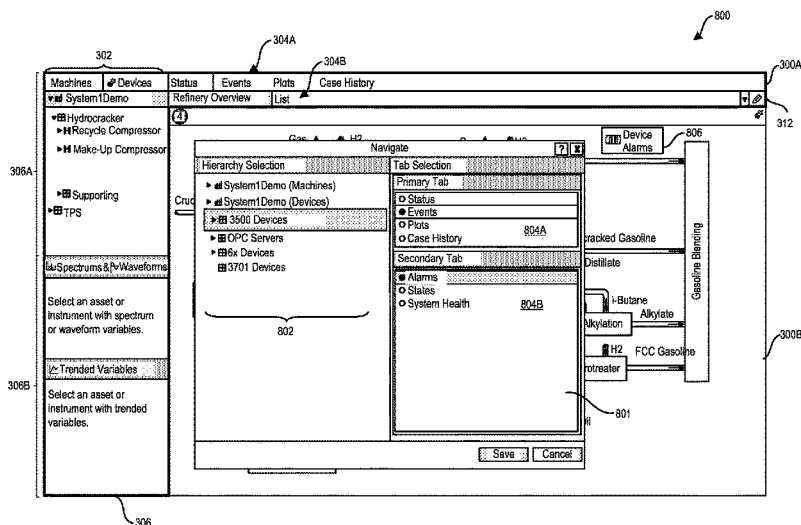 800
302
304A
304B
300A
Machines Devices Status Events Plots Case History
System1Demo Refinery Overview List
312
Hydrocracker
Recycle Compressor
Make-Up Compressor
Supporting
TPS
306A
4
H2
Device Alarms
806
Navigate ? x
Hierarchy Selection
System1Demo (Machines)
System1Demo (Devices)
3500 Devices
OPC Servers
6x Devices
3701 Devices
802
Tab Selection
Primary Tab
Status
Events
Plots
Case History
804A
Secondary Tab
Alarms
States
System Health
804B
801
Save Cancel
Spectrums & Waveforms
Select an asset or
instrument with spectrum
or waveform variables.
Trended Variables
Select an asset or
instrument with trended
variables.
306B
306
cracked Gasoline
Distillate
i-Butane
Alkylation
Alkylate
H2
FCC Gasoline
rotreater
Gasoline Blending
300B